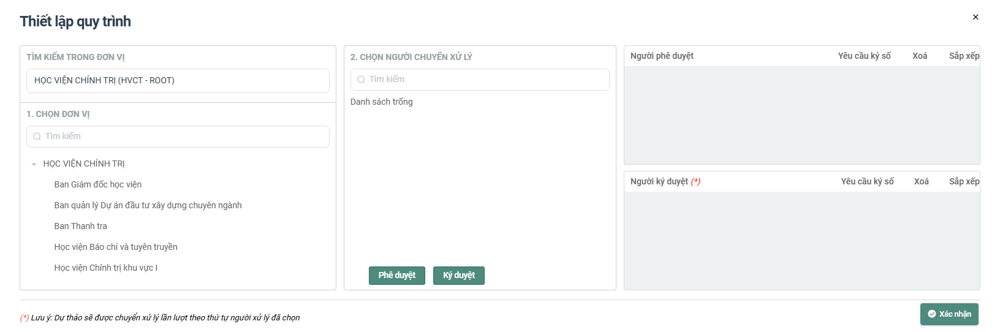 Thiết lập quy trình
TÌM KIẾM TRONG ĐƠN VỊ
HỌC VIỆN CHÍNH TRỊ (HVCT - ROOT)
1. CHỌN ĐƠN VỊ
Tìm kiếm
HỌC VIỆN CHÍNH TRỊ
Ban Giám đốc học viện
Ban quản lý Dự án đầu tư xây dựng chuyên ngành
Ban Thanh tra
Học viện Báo chí và tuyên truyền
Học viện Chính trị khu vực I
2. CHỌN NGƯỜI CHUYỂN XỬ LÝ
Tìm kiếm
Danh sách trống
Phê duyệt Ký duyệt
Người phê duyệt Yêu cầu ký số Xoá Sắp xếp
Người ký duyệt (*) Yêu cầu ký số Xoá Sắp xếp
(*) Lưu ý: Dự thảo sẽ được chuyển xử lý lần lượt theo thứ tự người xử lý đã chọn
Xác nhận